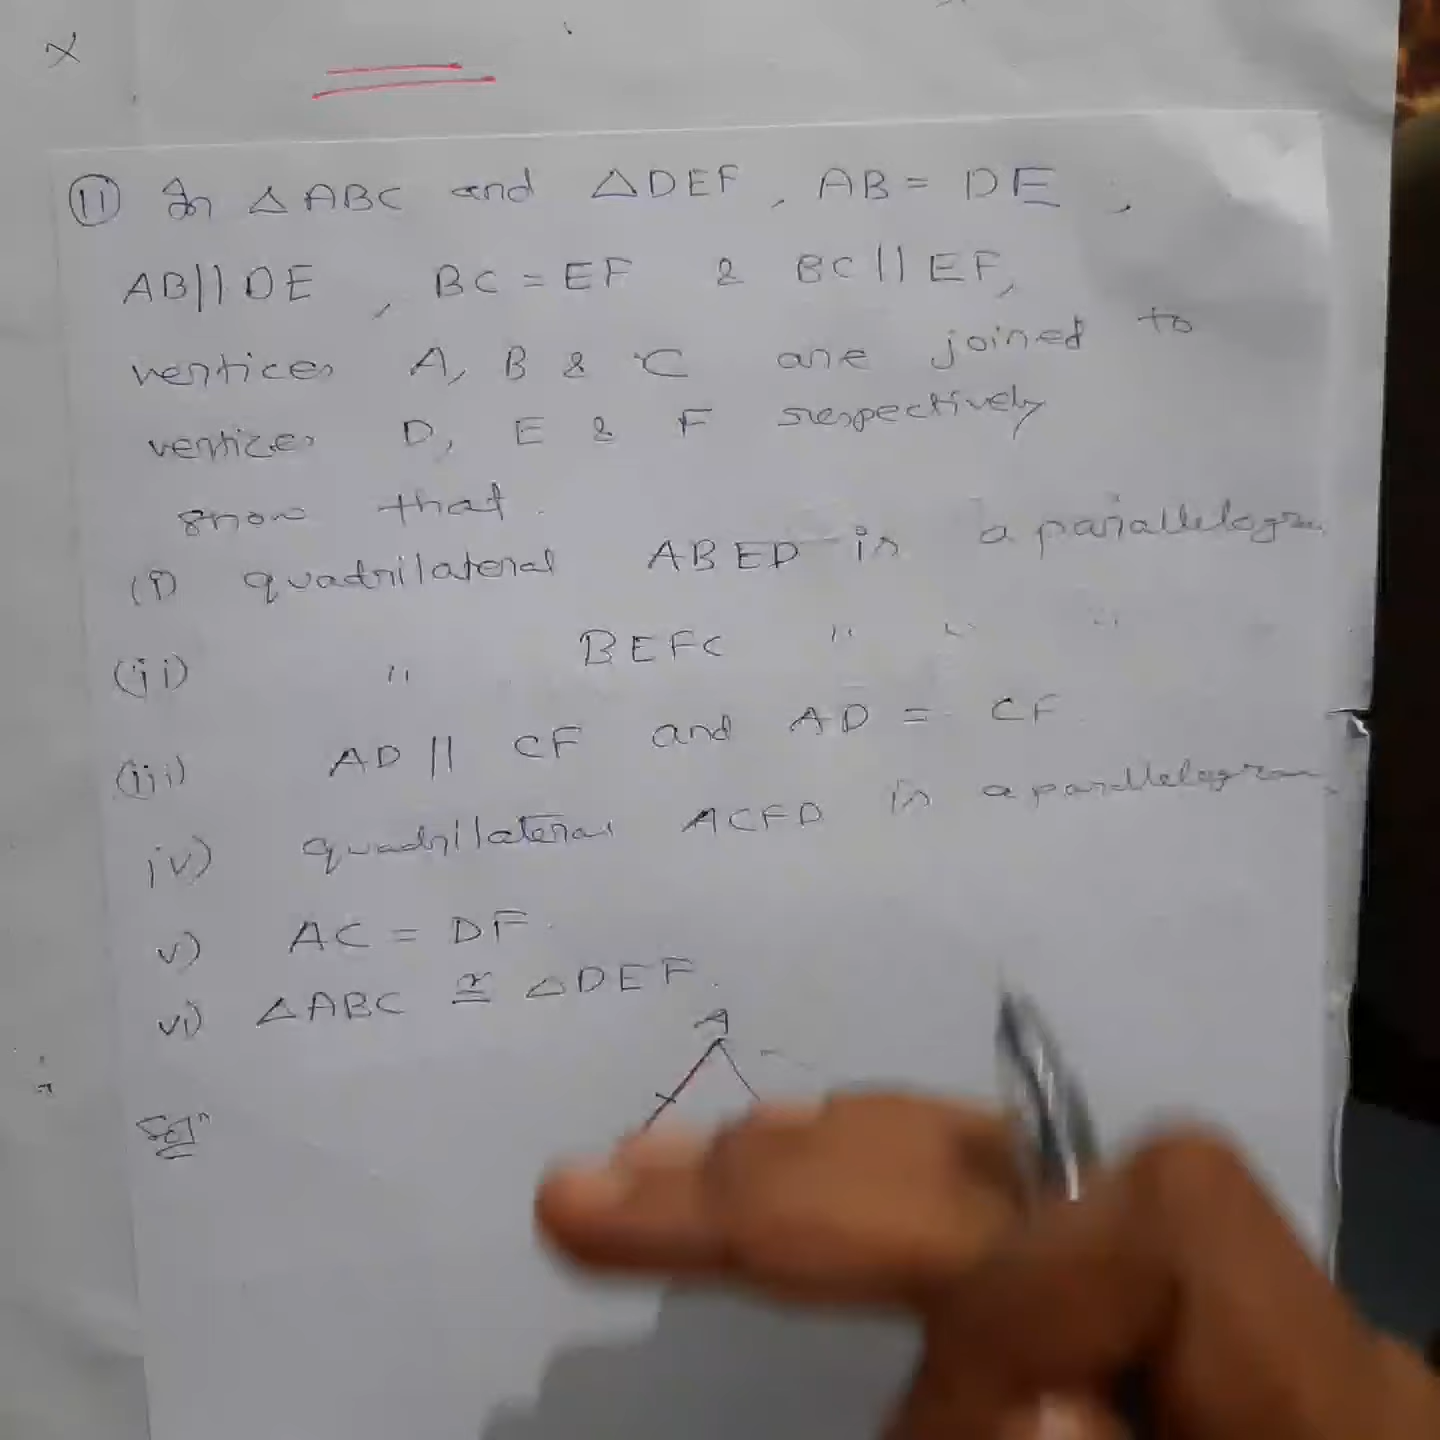 x
(11) In △ABC and △DEF, AB = DE,
AB||DE, BC = EF & BC||EF,
vertices A, B & C are joined to
vertices D, E & F respectively
show that.
(i) quadrilateral ABED is a parallelogram
(ii) " BEFC " " "
(iii) AD || CF and AD = CF
iv) quadrilateral ACFD is a parallelogram
v) AC = DF.
vi) △ABC ≅ △DEF.
A
Solⁿ